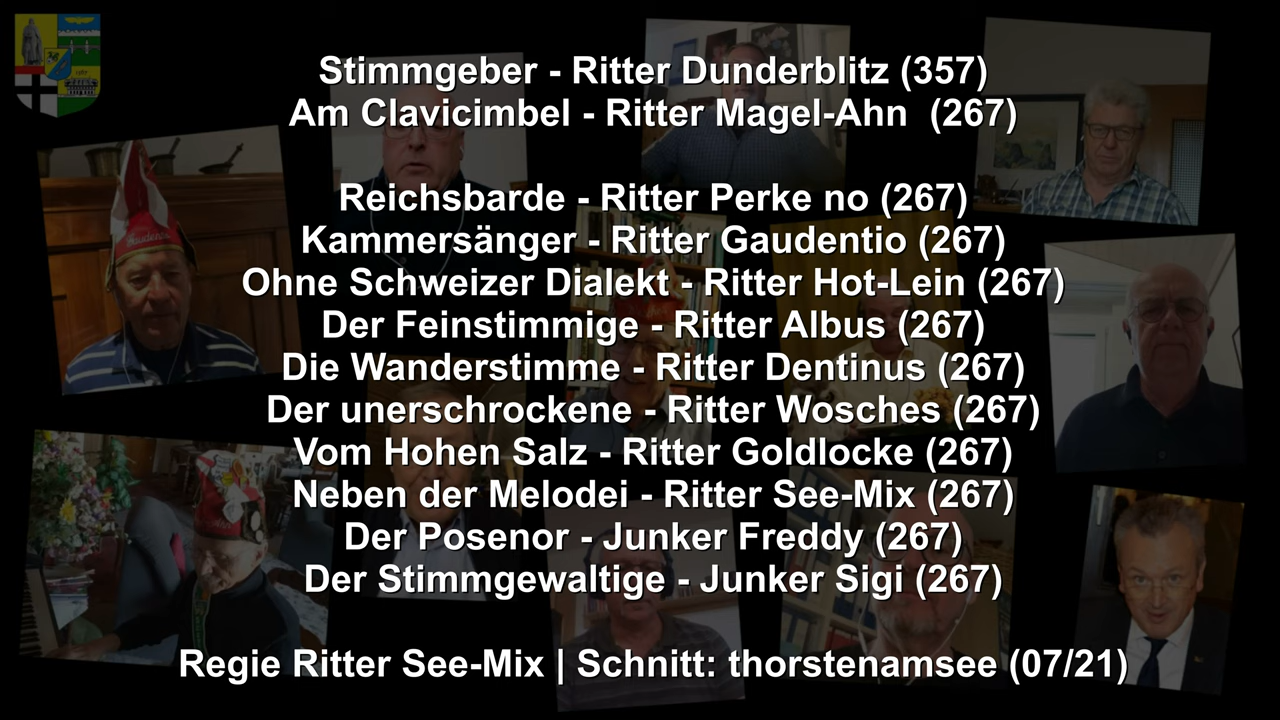 Stimmgeber - Ritter Dunderblitz (357)
Am Clavicimbel - Ritter Magel-Ahn (267)
Reichsbarde - Ritter Perke no (267)
Kammersänger - Ritter Gaudentio (267)
Ohne Schweizer Dialekt - Ritter Hot-Lein (267)
Der Feinstimmige - Ritter Albus (267)
Die Wanderstimme - Ritter Dentinus (267)
Der unerschrockene - Ritter Wosches (267)
Vom Hohen Salz - Ritter Goldlocke (267)
Neben der Melodei - Ritter See-Mix (267)
Der Posenor - Junker Freddy (267)
Der Stimmgewaltige - Junker Sigi (267)
Regie Ritter See-Mix | Schnitt: thorstenamsee (07/21)